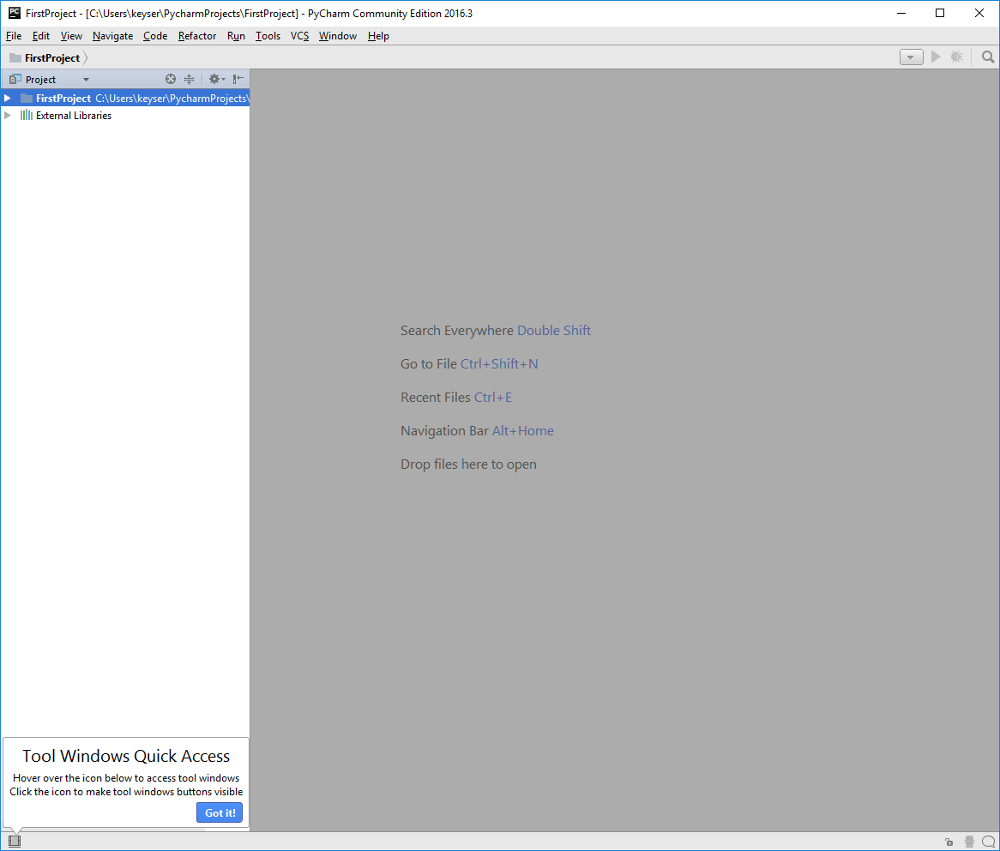 PC FirstProject - [C:\Users\keyser\PycharmProjects\FirstProject] - PyCharm Community Edition 2016.3
File Edit View Navigate Code Refactor Run Tools VCS Window Help
FirstProject
Project
FirstProject C:\Users\keyser\PycharmProjects\
External Libraries
Search Everywhere Double Shift
Go to File Ctrl+Shift+N
Recent Files Ctrl+E
Navigation Bar Alt+Home
Drop files here to open
Tool Windows Quick Access
Hover over the icon below to access tool windows
Click the icon to make tool windows buttons visible
Got it!